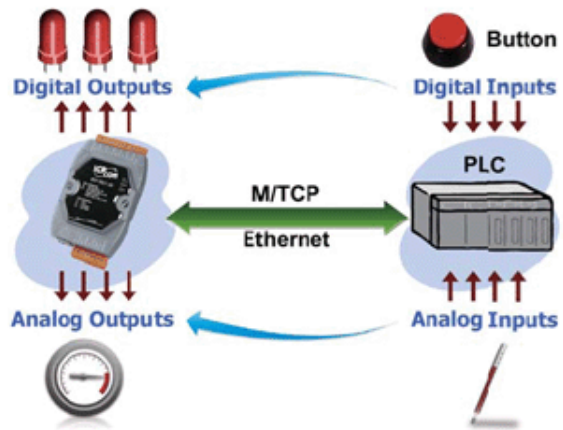 Button
Digital Outputs
Digital Inputs
PLC
M/TCP
Ethernet
Analog Outputs
Analog Inputs